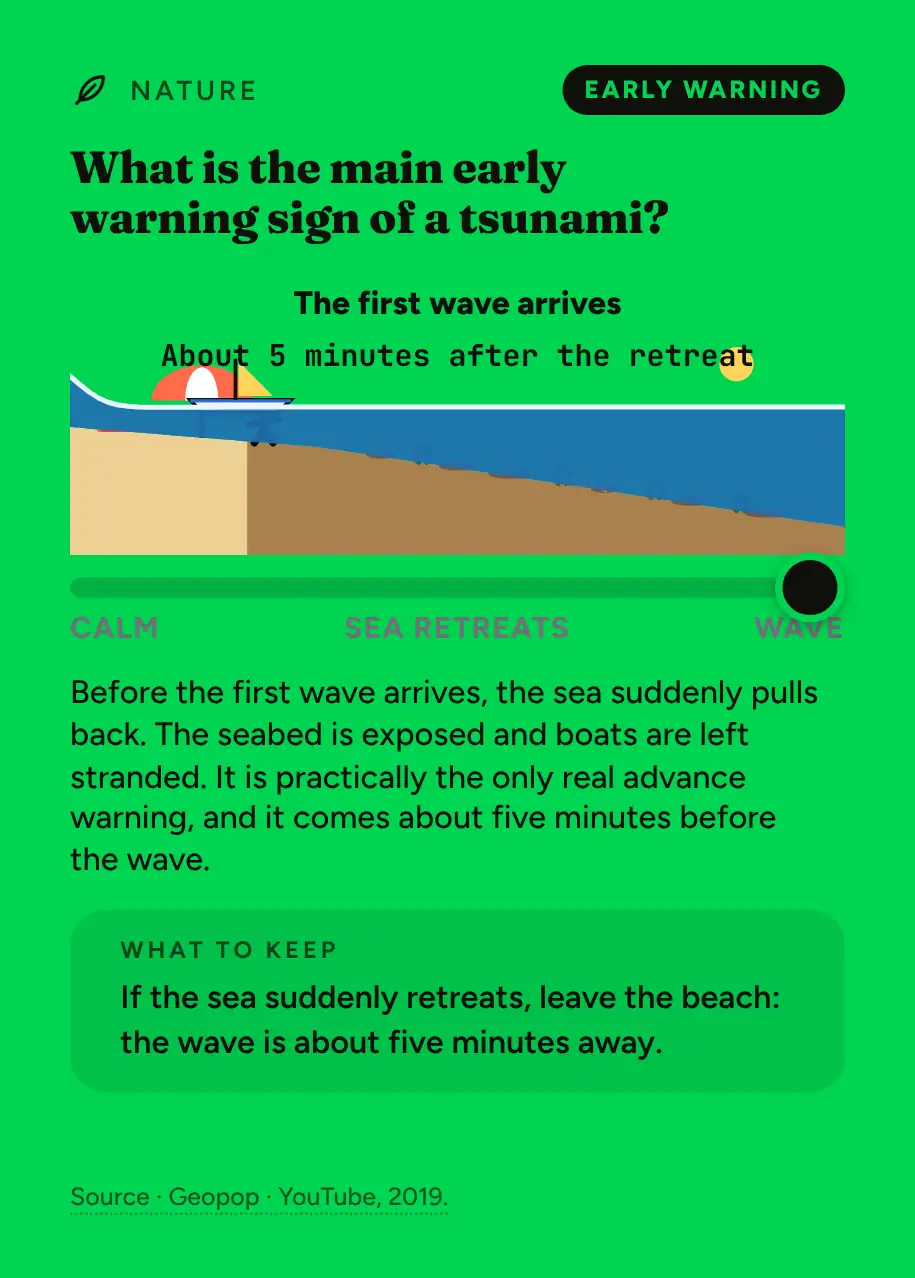 NATURE
EARLY WARNING
What is the main early
warning sign of a tsunami?
The first wave arrives
About 5 minutes after the retreat
CALM
SEA RETREATS
WAVE
Before the first wave arrives, the sea suddenly pulls
back. The seabed is exposed and boats are left
stranded. It is practically the only real advance
warning, and it comes about five minutes before
the wave.
WHAT TO KEEP
If the sea suddenly retreats, leave the beach:
the wave is about five minutes away.
Source · Geopop · YouTube, 2019.